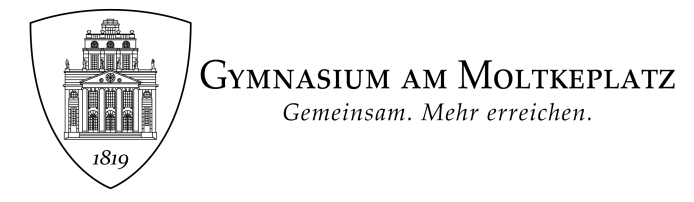 GYMNASIUM AM MOLTKEPLATZ
Gemeinsam. Mehr erreichen.
1819